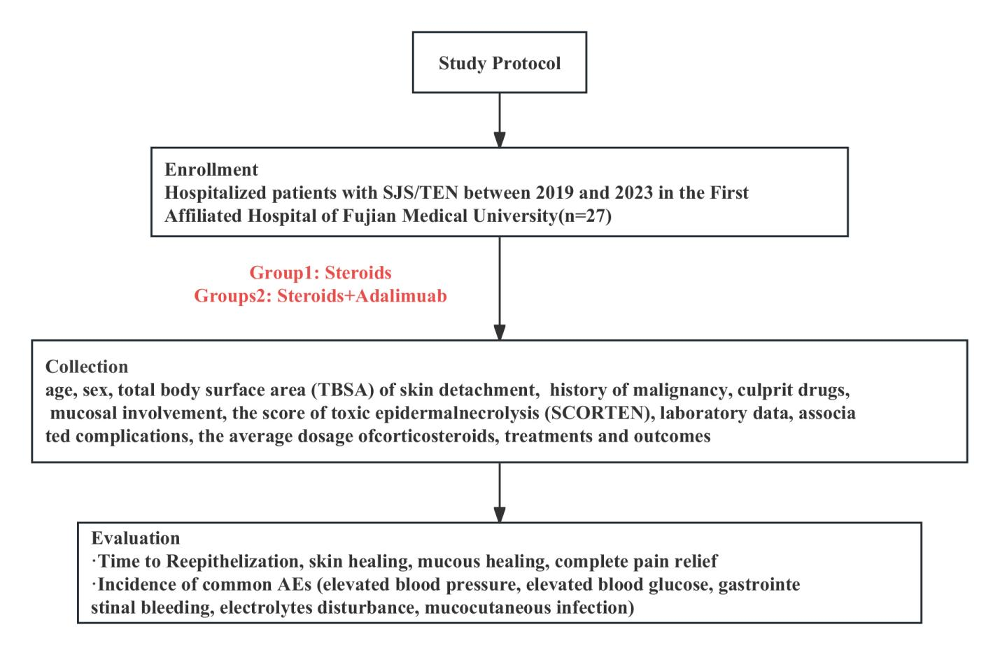 Study Protocol
Enrollment
Hospitalized patients with SJS/TEN between 2019 and 2023 in the First
Affiliated Hospital of Fujian Medical University(n=27)
Group1: Steroids
Groups2: Steroids+Adalimuab
Collection
age, sex, total body surface area (TBSA) of skin detachment,  history of malignancy, culprit drugs,
mucosal involvement, the score of toxic epidermalnecrolysis (SCORTEN), laboratory data, associa
ted complications, the average dosage ofcorticosteroids, treatments and outcomes
Evaluation
·Time to Reepithelization, skin healing, mucous healing, complete pain relief
·Incidence of common AEs (elevated blood pressure, elevated blood glucose, gastrointe
stinal bleeding, electrolytes disturbance, mucocutaneous infection)